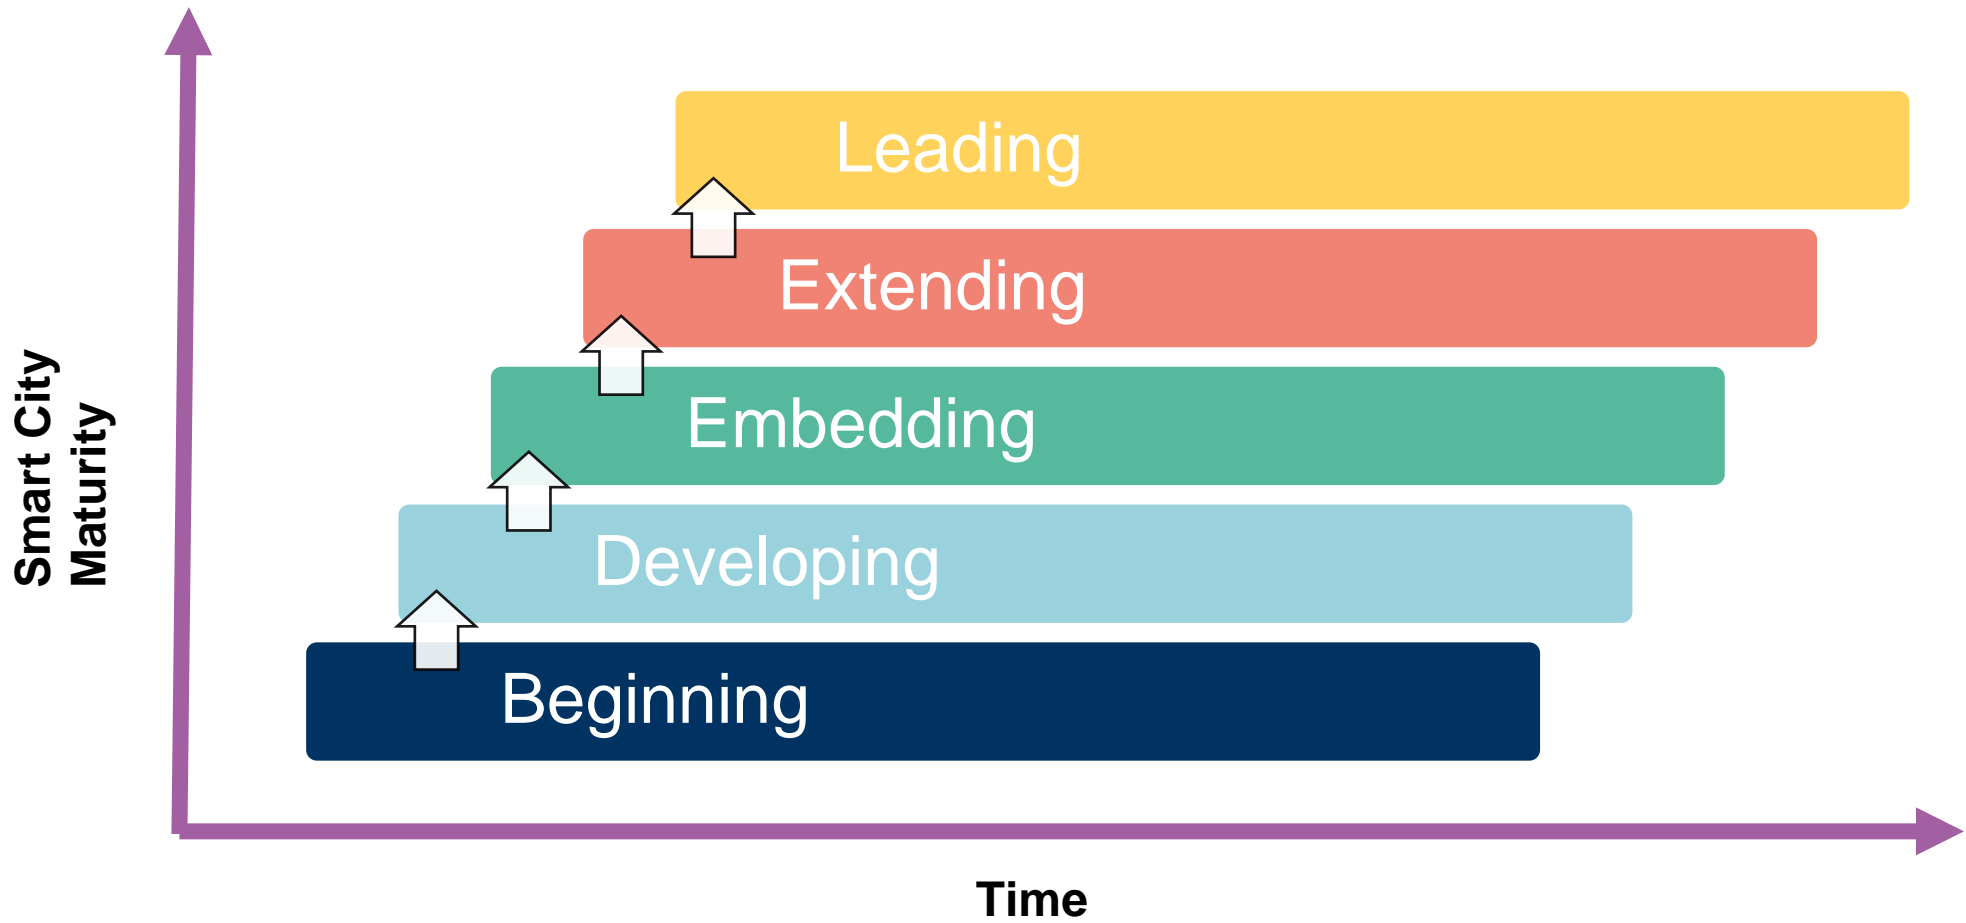 Leading
Extending
Embedding
Developing
Beginning
Smart City
Maturity
Time